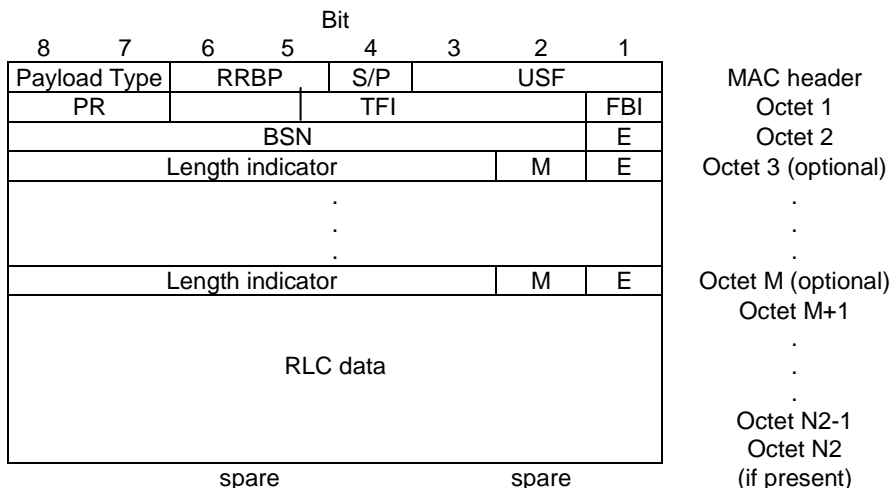 Bit
8 7 6 5 4 3 2 1
Payload Type RRBP S/P USF MAC header
PR TFI FBI Octet 1
BSN E Octet 2
Length indicator M E Octet 3 (optional)
. .
. .
. .
Length indicator M E Octet M (optional)
Octet M+1
.
RLC data .
.
Octet N2-1
Octet N2
spare spare (if present)